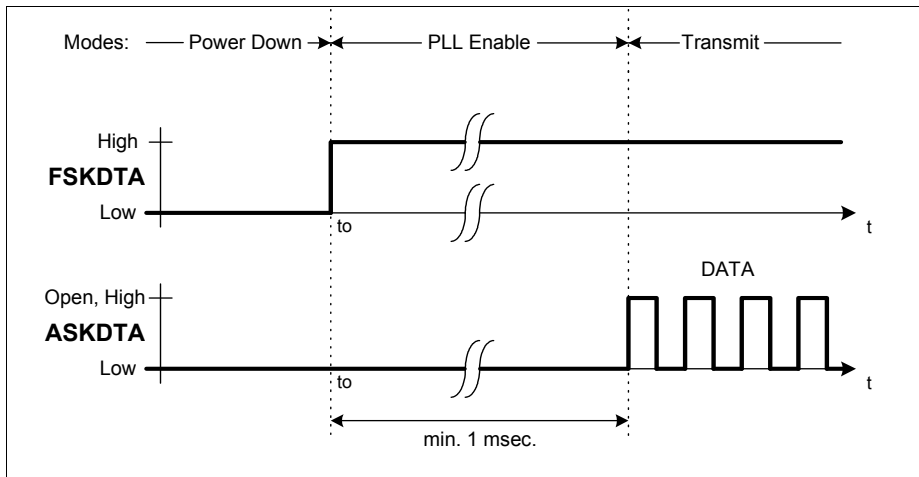 Modes: Power Down PLL Enable Transmit
High
FSKDTA
Low
to
t
DATA
Open, High
ASKDTA
Low
to
t
min. 1 msec.